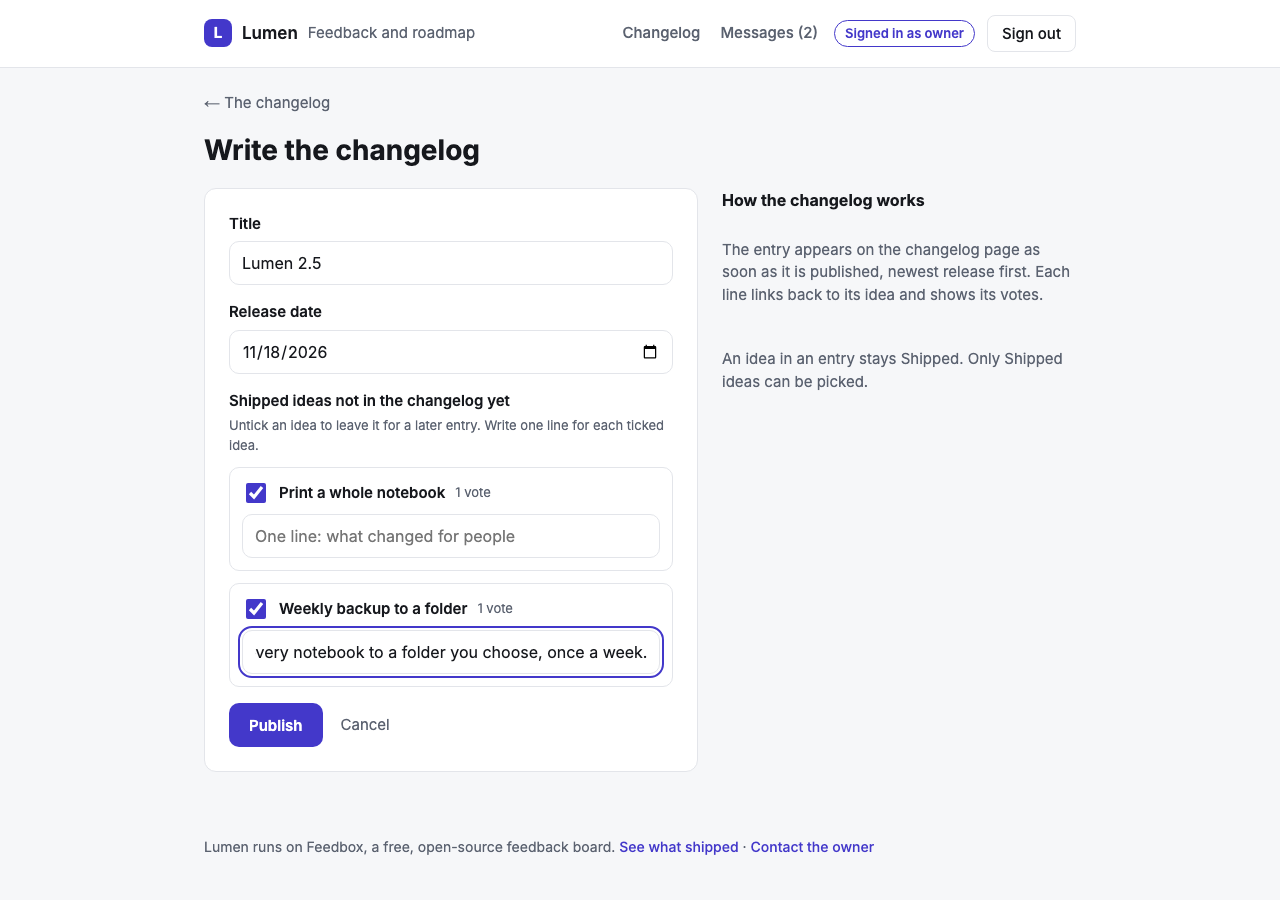 L Lumen Feedback and roadmap Changelog Messages (2) Signed in as owner Sign out
← The changelog
Write the changelog
Title
Lumen 2.5
Release date
11/18/2026
Shipped ideas not in the changelog yet
Untick an idea to leave it for a later entry. Write one line for each ticked
idea.
Print a whole notebook 1 vote
One line: what changed for people
Weekly backup to a folder 1 vote
very notebook to a folder you choose, once a week.
Publish Cancel
How the changelog works
The entry appears on the changelog page as
soon as it is published, newest release first. Each
line links back to its idea and shows its votes.
An idea in an entry stays Shipped. Only Shipped
ideas can be picked.
Lumen runs on Feedbox, a free, open-source feedback board. See what shipped · Contact the owner